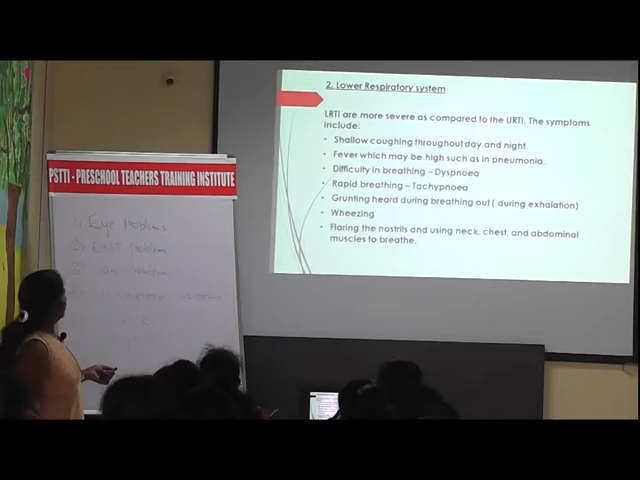 2. Lower Respiratory system
LRTI are more severe as compared to the URTI. The symptoms
include:
• Shallow coughing throughout day and night
• Fever which may be high such as in pneumonia.
• Difficulty in breathing – Dyspnoea
• Rapid breathing – Tachypnoea
• Grunting heard during breathing out ( during exhalation)
• Wheezing
• Flaring the nostrils and using neck, chest, and abdominal
muscles to breathe.
PSTTI - PRESCHOOL TEACHERS TRAINING INSTITUTE
Eye Problems
ENT Problems